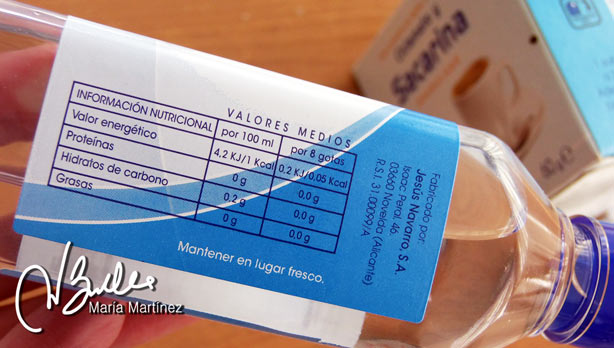 VALORES MEDIOS
INFORMACIÓN NUTRICIONAL por 100 ml por 8 gotas
Valor energético 4,2 KJ/1 Kcal 0,2 KJ/0,05 Kcal
Proteínas 0 g 0,0 g
Hidratos de carbono 0,2 g 0,0 g
Grasas 0 g 0,0 g
Mantener en lugar fresco.
Fabricado por:
Jesús Navarro, S.A.
Isaac Peral, 46
03660 Novelda (Alicante)
R.S.I. 31.00059/A
Sacarina
María Martínez